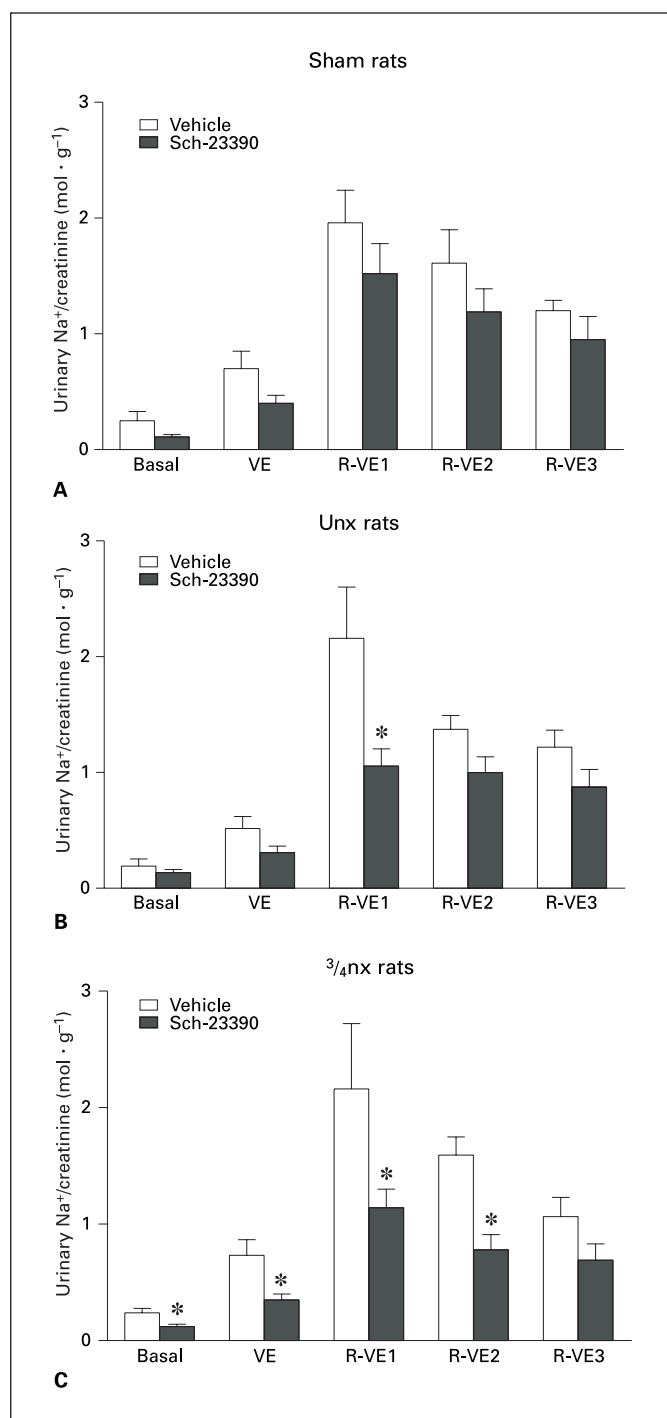 Sham rats
Urinary Na⁺/creatinine (mol · g⁻¹)
3
2
1
0
Vehicle
Sch-23390
Basal VE R-VE1 R-VE2 R-VE3
A
Unx rats
Urinary Na⁺/creatinine (mol · g⁻¹)
3
2
1
0
Vehicle
Sch-23390
*
Basal VE R-VE1 R-VE2 R-VE3
B
³/₄nx rats
Urinary Na⁺/creatinine (mol · g⁻¹)
3
2
1
0
Vehicle
Sch-23390
* * * *
Basal VE R-VE1 R-VE2 R-VE3
C